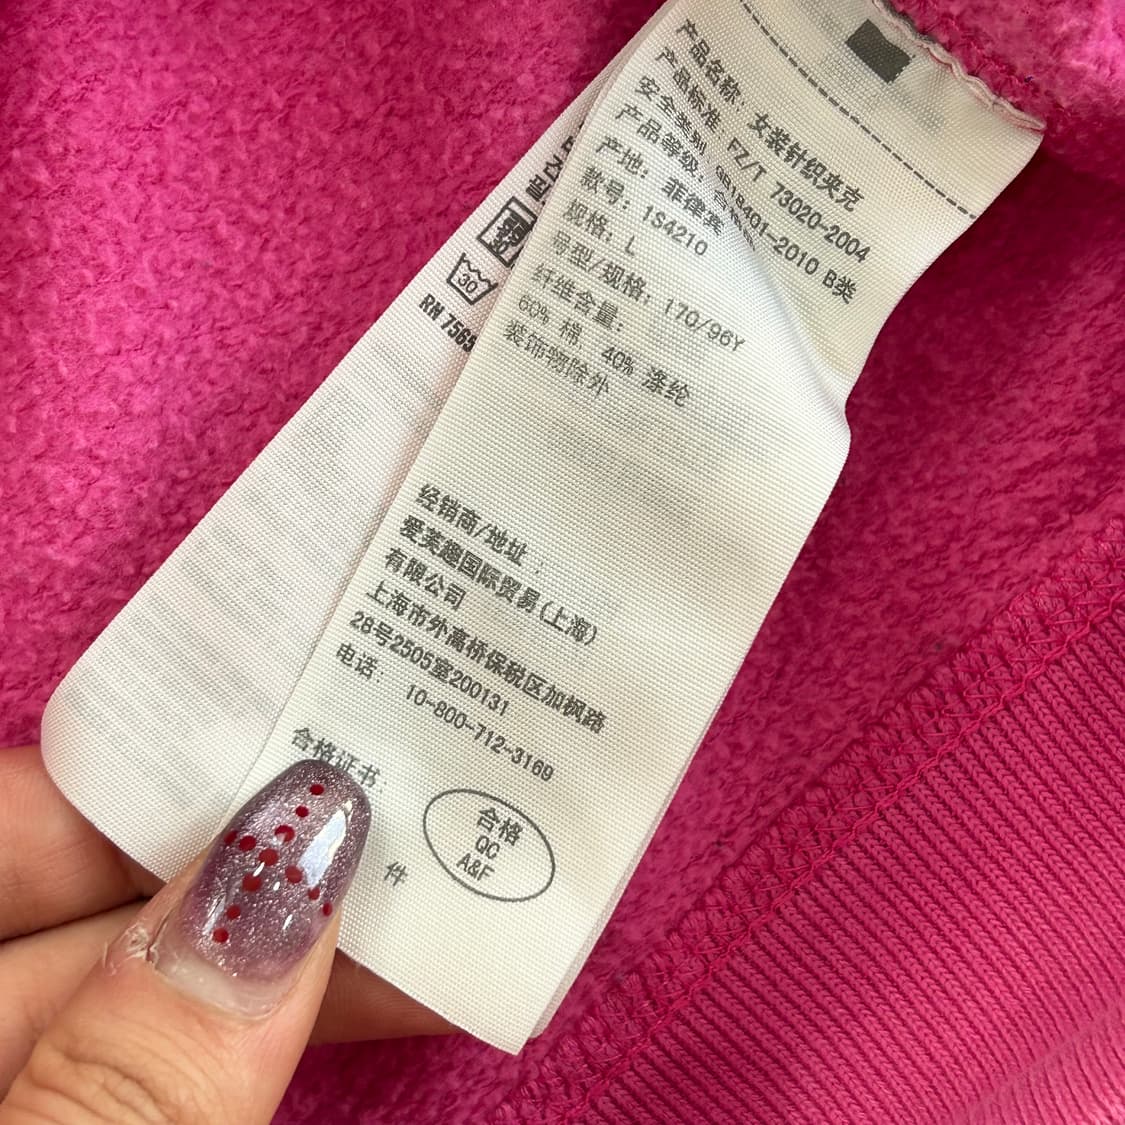 产品名称: 女装针织夹克
产品标准: FZ/T 73020-2004
安全类别: GB18401-2010 B类
产品等级: 合格
产地: 菲律宾
款号: 1S4210
规格: L
号型/规格: 170/96Y
纤维含量:
60% 棉, 40% 涤纶
装饰物除外
经销商/地址 :
爱芙趣国际贸易(上海)
有限公司
上海市外高桥保税区加枫路
28号2505室200131
电话: 10-800-712-3169
合格证书:
件
合格
QC
A&F
30
RN 7565